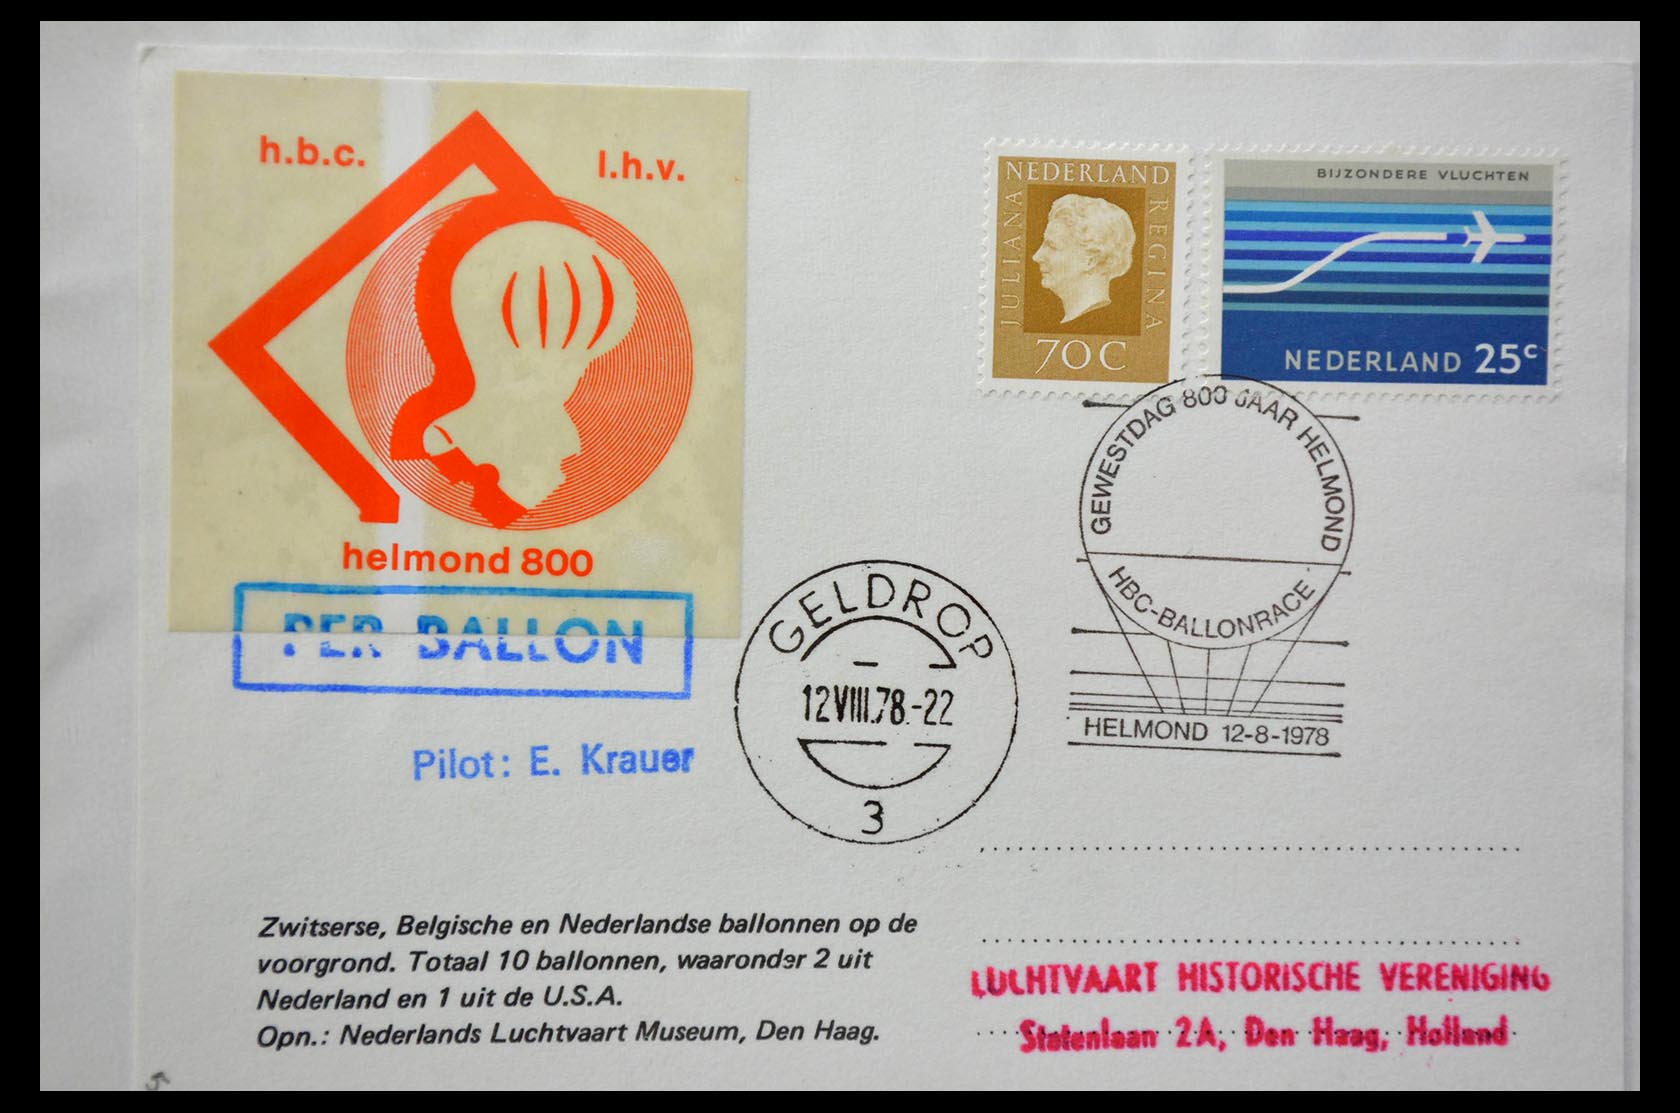 h.b.c.
l.h.v.
helmond 800
PER BALLON
Pilot: E. Krauer
NEDERLAND
JULIANA
REGINA
70C
BIJZONDERE VLUCHTEN
NEDERLAND 25c
GEWESTDAG 800 JAAR HELMOND
HBC-BALLONRACE
HELMOND 12-8-1978
GELDROP
12VIII.78.-22
3
Zwitserse, Belgische en Nederlandse ballonnen op de
voorgrond. Totaal 10 ballonnen, waaronder 2 uit
Nederland en 1 uit de U.S.A.
Opn.: Nederlands Luchtvaart Museum, Den Haag.
LUCHTVAART HISTORISCHE VERENIGING
Statenlaan 2A, Den Haag, Holland